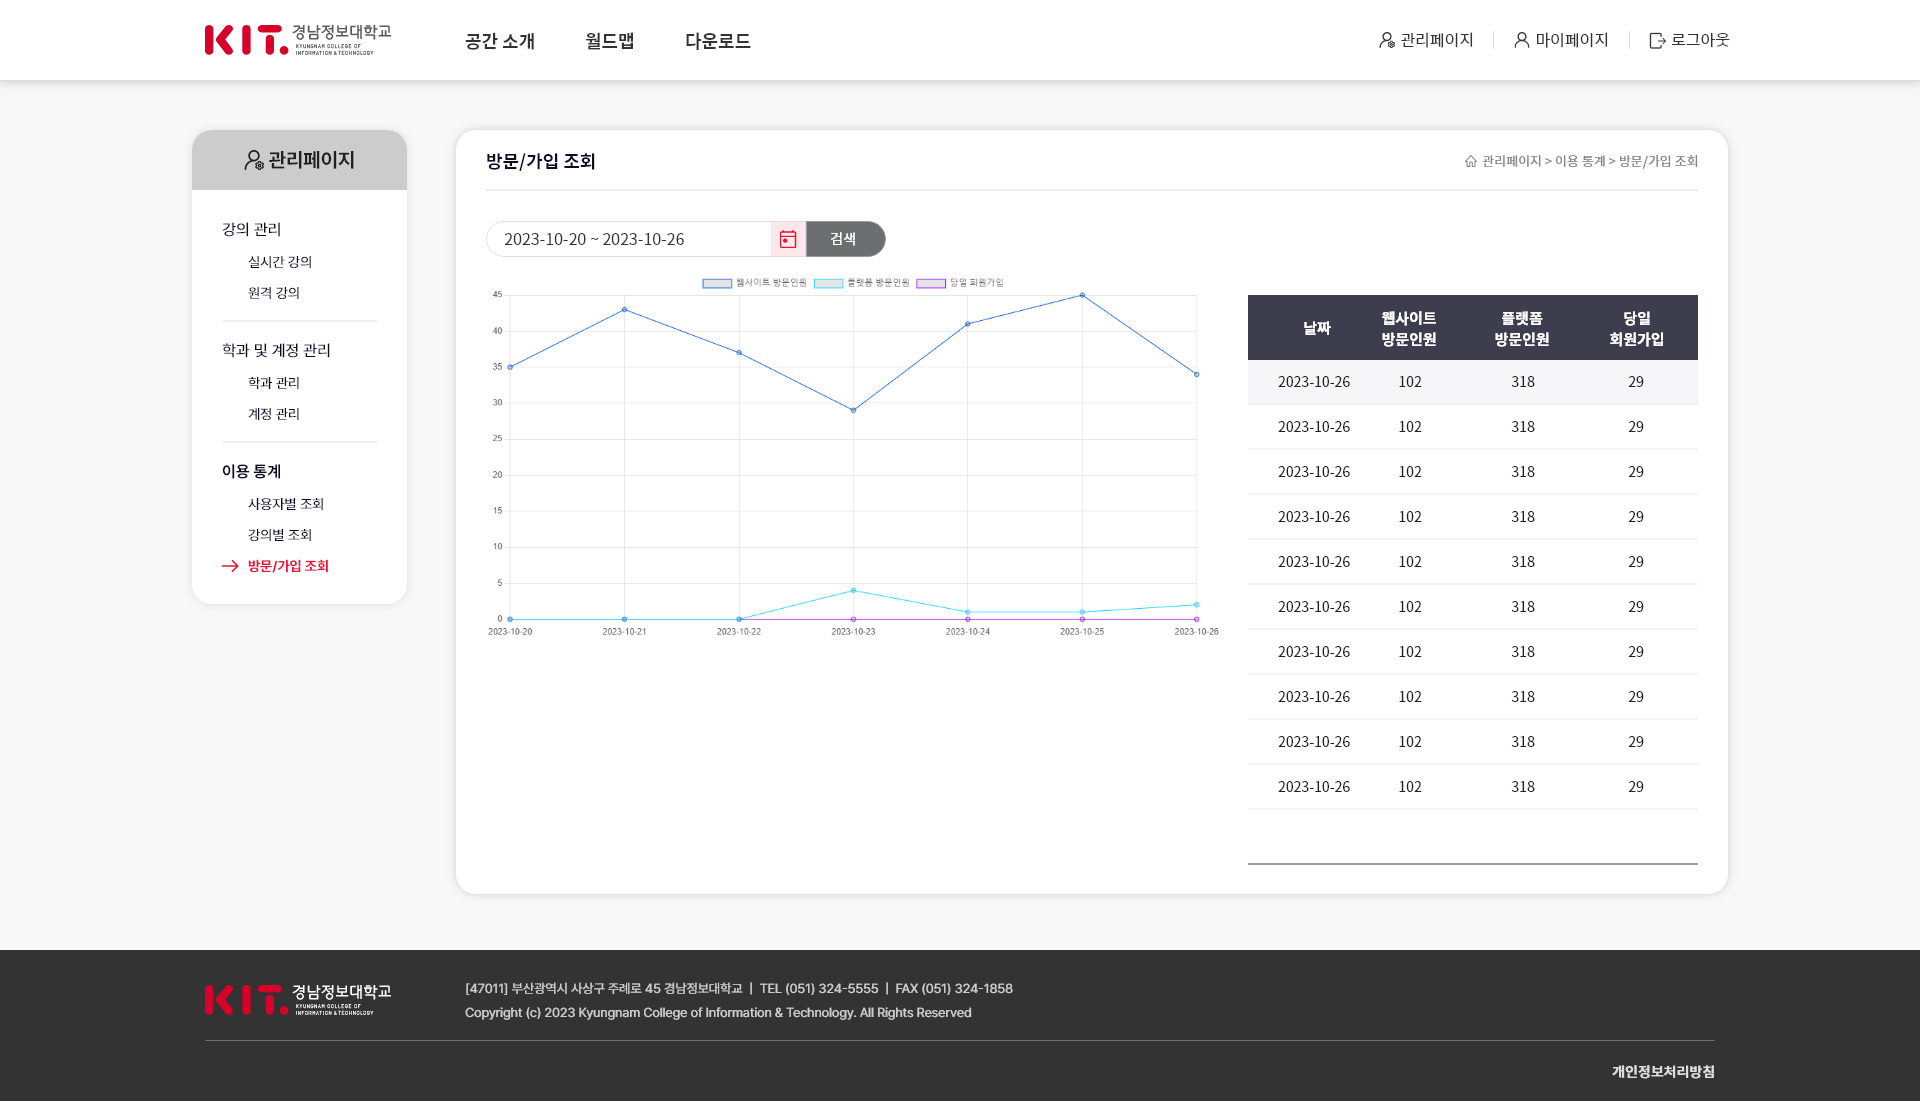 KIT. 경남정보대학교
KYUNGNAM COLLEGE OF
INFORMATION & TECHNOLOGY
공간 소개 월드맵 다운로드
관리페이지 마이페이지 로그아웃
관리페이지
강의 관리
실시간 강의
원격 강의
학과 및 계정 관리
학과 관리
계정 관리
이용 통계
사용자별 조회
강의별 조회
방문/가입 조회
방문/가입 조회
관리페이지 > 이용 통계 > 방문/가입 조회
2023-10-20 ~ 2023-10-26
검색
웹사이트 방문인원 플랫폼 방문인원 당일 회원가입
45
40
35
30
25
20
15
10
5
0
2023-10-20 2023-10-21 2023-10-22 2023-10-23 2023-10-24 2023-10-25 2023-10-26
날짜 웹사이트 방문인원 플랫폼 방문인원 당일 회원가입
2023-10-26 102 318 29
2023-10-26 102 318 29
2023-10-26 102 318 29
2023-10-26 102 318 29
2023-10-26 102 318 29
2023-10-26 102 318 29
2023-10-26 102 318 29
2023-10-26 102 318 29
2023-10-26 102 318 29
2023-10-26 102 318 29
KIT. 경남정보대학교
KYUNGNAM COLLEGE OF
INFORMATION & TECHNOLOGY
[47011] 부산광역시 사상구 주례로 45 경남정보대학교 | TEL (051) 324-5555 | FAX (051) 324-1858
Copyright (c) 2023 Kyungnam College of Information & Technology. All Rights Reserved
개인정보처리방침